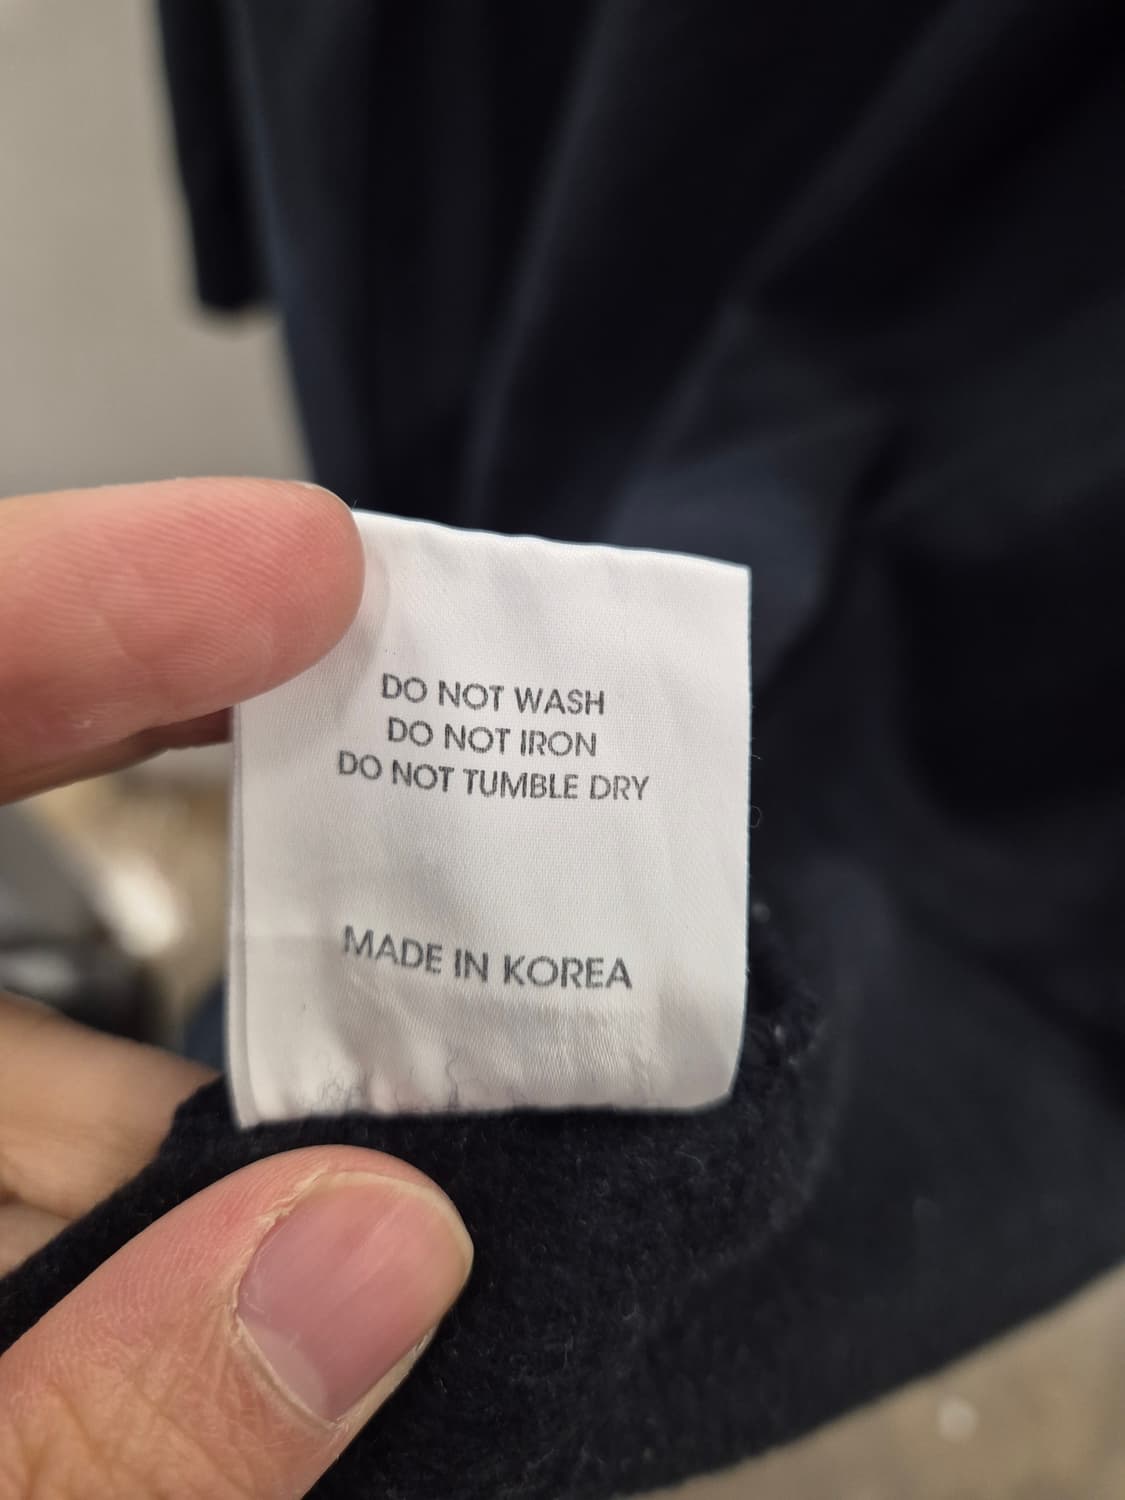 DO NOT WASH
DO NOT IRON
DO NOT TUMBLE DRY
MADE IN KOREA